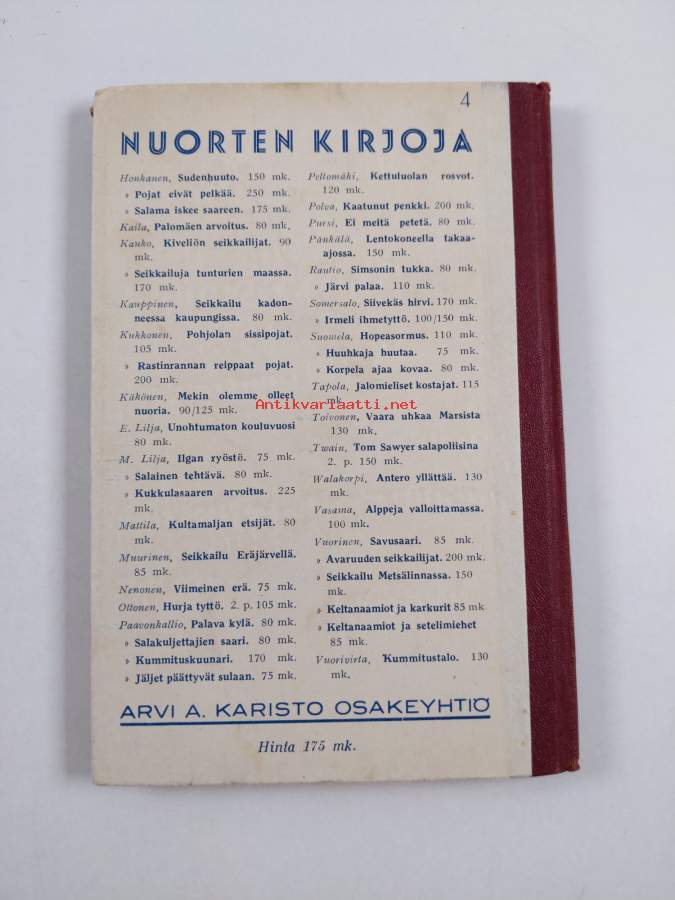 4
NUORTEN KIRJOJA
Honkanen, Sudenhuuto. 150 mk.
» Pojat eivät pelkää. 250 mk.
» Salama iskee saareen. 175 mk.
Kaila, Palomäen arvoitus. 80 mk.
Kauko, Kiveliön seikkailijat. 90
mk.
» Seikkailuja tunturien maassa.
170 mk.
Kauppinen, Seikkailu kadon-
neessa kaupungissa. 80 mk.
Kukkonen, Pohjolan sissipojat.
105 mk.
» Rastinrannan reippaat pojat.
200 mk.
Käkönen, Mekin olemme olleet
nuoria. 90/125 mk.
E. Lilja, Unohtumaton kouluvuosi
80 mk.
M. Lilja, Ilgan ryöstö. 75 mk.
» Salainen tehtävä. 80 mk.
» Kukkulasaaren arvoitus. 225
mk.
Mattila, Kultamaljan etsijät. 80
mk.
Muurinen, Seikkailu Eräjärvellä.
85 mk.
Nenonen, Viimeinen erä. 75 mk.
Ollonen, Hurja tyttö. 2. p. 105 mk.
Paavonkallio, Palava kylä. 80 mk.
» Salakuljettajien saari. 80 mk.
» Kummituskuunari. 170 mk.
» Jäljet päättyvät sulaan. 75 mk.
Peltomäki, Kettuluolan rosvot.
120 mk.
Polva, Kaatunut penkki. 200 mk.
Pursi, Ei meitä petetä. 80 mk.
Pänkälä, Lentokoneella takaa-
ajossa. 150 mk.
Rautio, Simsonin tukka. 80 mk.
» Järvi palaa. 110 mk.
Somersalo, Siivekäs hirvi. 170 mk.
» Irmeli ihmetyttö. 100/150 mk.
Suomela, Hopeasormus. 110 mk.
» Huuhkaja huutaa. 75 mk.
» Korpela ajaa kovaa. 80 mk.
Tapola, Jalomieliset kostajat. 115
mk.
Toivonen, Vaara uhkaa Marsista
130 mk.
Twain, Tom Sawyer salapoliisina
2. p. 150 mk.
Walakorpi, Antero yllättää. 130
mk.
Vasama, Alppeja valloittamassa.
100 mk.
Vuorinen, Savusaari. 85 mk.
» Avaruuden seikkailijat. 200 mk.
» Seikkailu Metsälinnassa. 150
mk.
» Keltanaamiot ja karkurit 85 mk
» Keltanaamiot ja setelimiehet
85 mk.
Vuorivirta, Kummitustalo. 130
mk.
Antikvariaatti.net
ARVI A. KARISTO OSAKEYHTIÖ
Hinta 175 mk.